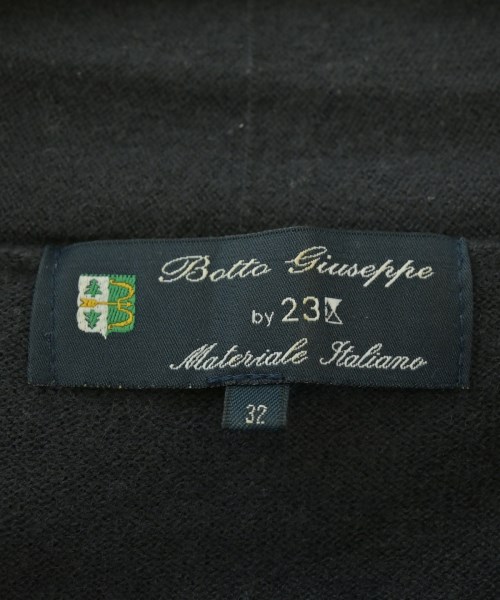 Botto Giuseppe
by 23区
Materiale Italiano
32